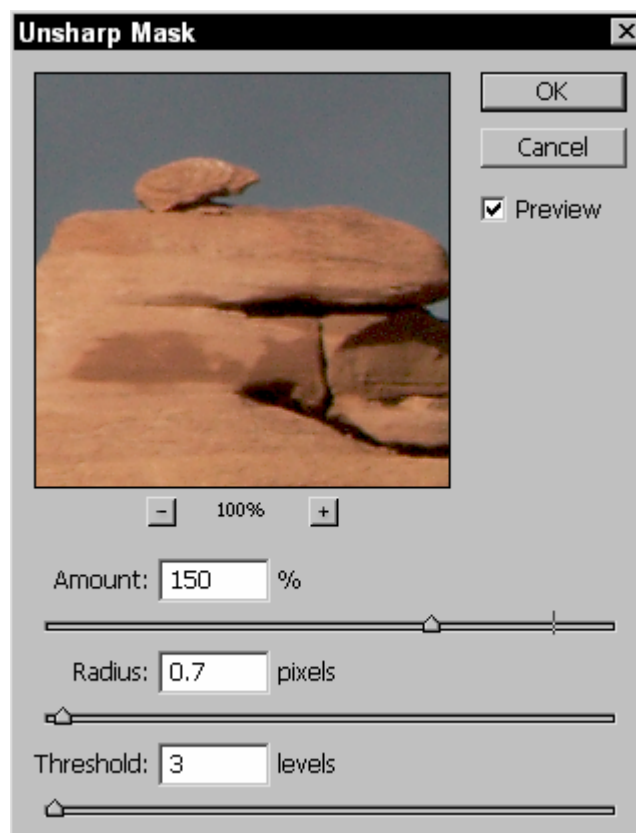 Unsharp Mask
OK
Cancel
Preview
- 100% +
Amount: 150 %
Radius: 0.7 pixels
Threshold: 3 levels